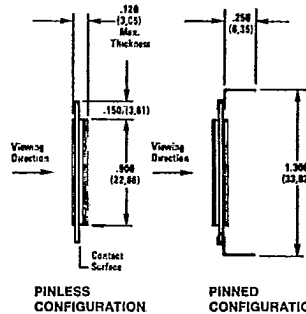 .120
(3,05)
Max.
Thickness
.250
(6,35)
.150/(3,81)
Viewing
Direction
.900
(22,86)
Viewing
Direction
1.300
Contact
Surface
PINLESS
CONFIGURATION
PINNED
CONFIGURATION